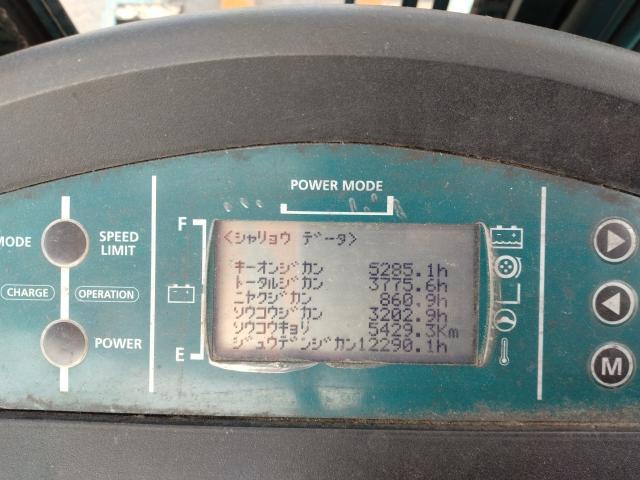 POWER MODE
MODE
SPEED LIMIT
CHARGE
OPERATION
POWER
F
E
<シャリョウ データ>
キーオンジカン 5285.1h
トータルジカン 3775.6h
ニヤクジカン 860.9h
ソウコウジカン 3202.9h
ソウコウキョリ 5429.3Km
ジュウデンジカン12290.1h
M